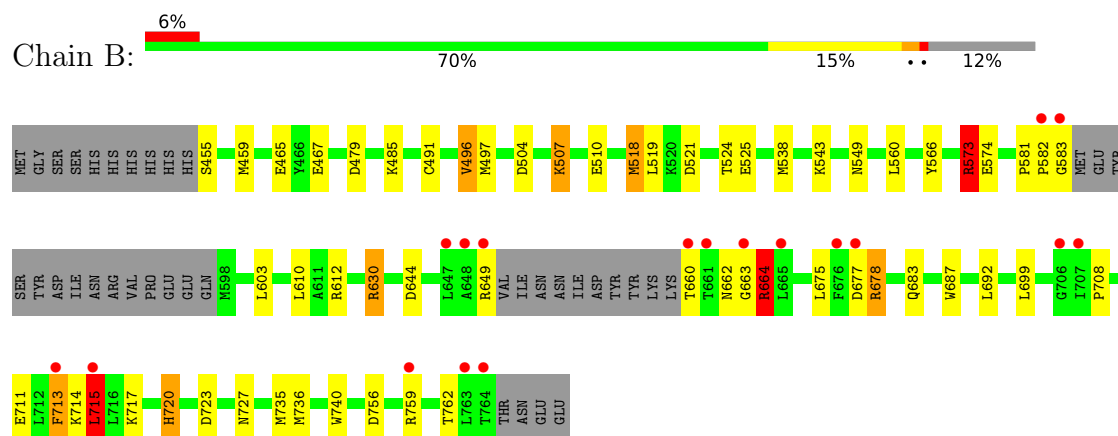 6%
Chain B:
70% 15% • • 12%
MET GLY SER SER HIS HIS HIS HIS HIS HIS S455 M459 E465 Y466 E467 D479 K485 C491 V496 M497 D504 K507 E510 M518 L519 K520 D521 T524 E525 M538 K543 N549 L560 Y566 R573 E574 P581 P582 G583 MET GLU TYR
SER TYR ASP ILE ASN ARG VAL PRO GLU GLU GLN M598 L603 L610 A611 R612 R630 D644 L647 A648 R649 VAL ILE ASN ASN ILE ASP TYR TYR LYS LYS T660 T661 N662 G663 R664 L665 L675 F676 D677 R678 Q683 W687 L692 L699 G706 I707 P708
E711 L712 F713 K714 L715 L716 K717 H720 D723 N727 M735 M736 W740 D756 R759 T762 L763 T764 THR ASN GLU GLU